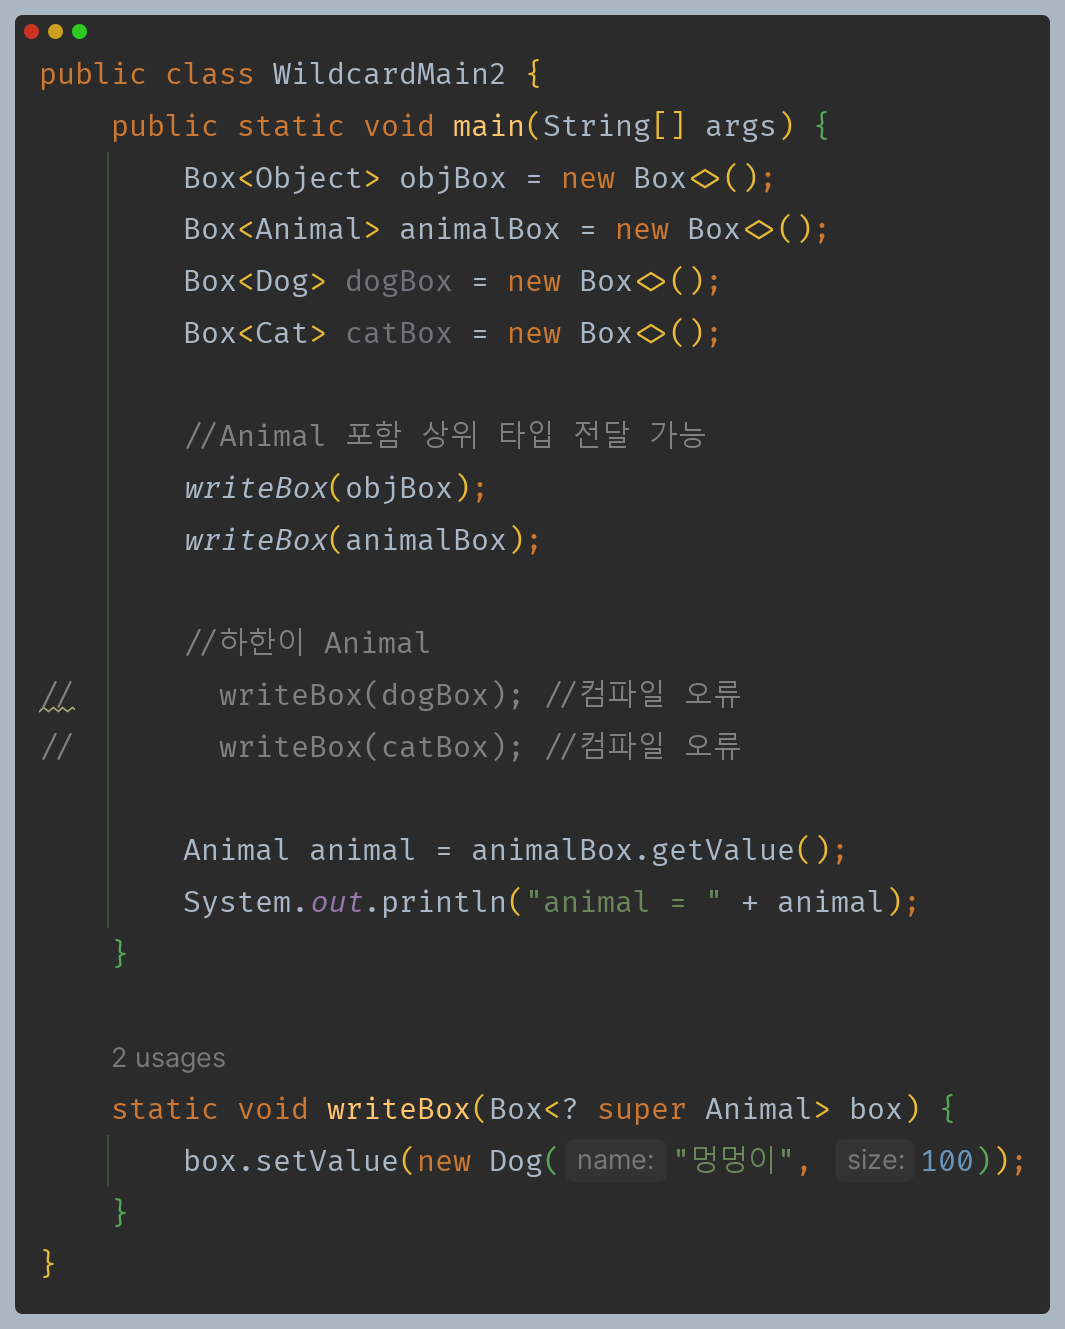 public class WildcardMain2 {
    public static void main(String[] args) {
        Box<Object> objBox = new Box<>();
        Box<Animal> animalBox = new Box<>();
        Box<Dog> dogBox = new Box<>();
        Box<Cat> catBox = new Box<>();

        //Animal 포함 상위 타입 전달 가능
        writeBox(objBox);
        writeBox(animalBox);

        //하한이 Animal
//        writeBox(dogBox); //컴파일 오류
//        writeBox(catBox); //컴파일 오류

        Animal animal = animalBox.getValue();
        System.out.println("animal = " + animal);
    }

    2 usages
    static void writeBox(Box<? super Animal> box) {
        box.setValue(new Dog( name: "멍멍이", size: 100));
    }
}